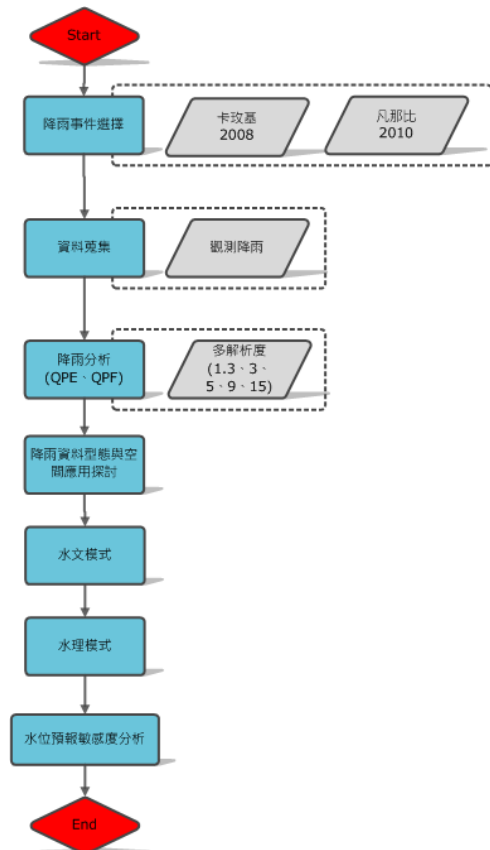 Start
降雨事件選擇
卡玫基
2008
凡那比
2010
資料蒐集
觀測降雨
降雨分析
(QPE、QPF)
多解析度
(1.3、3、
5、9、15)
降雨資料型態與空
間應用探討
水文模式
水理模式
水位預報敏感度分析
End